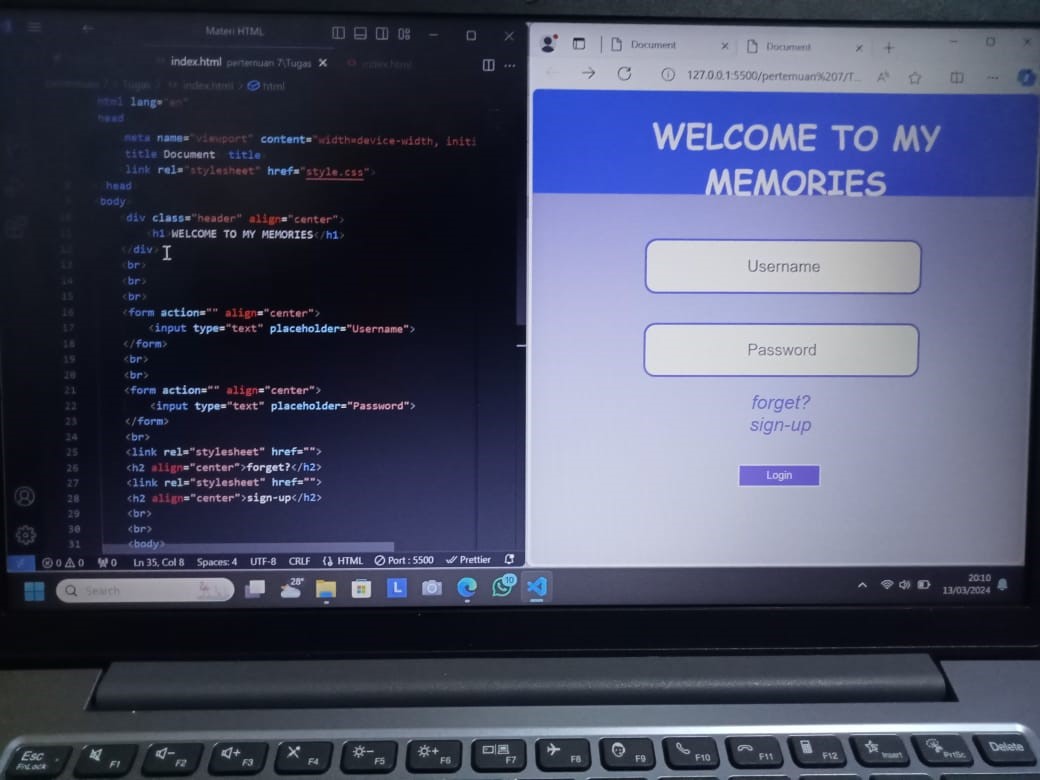 Materi HTML
index.html pertemuan 7\Tugas
index.html
pertemuan 7 > Tugas > index.html > html
html lang="en"
head
meta name="viewport" content="width=device-width, initi
title Document title
link rel="stylesheet" href="style.css">
8 head
9 body
10 div class="header" align="center">
11 h1 WELCOME TO MY MEMORIES</h1>
12 </div>
13 <br>
14 <br>
15 <br>
16 <form action="" align="center">
17 <input type="text" placeholder="Username">
18 </form>
19 <br>
20 <br>
21 <form action="" align="center">
22 <input type="text" placeholder="Password">
23 </form>
24 <br>
25 <link rel="stylesheet" href="">
26 <h2 align="center">forget?</h2>
27 <link rel="stylesheet" href="">
28 <h2 align="center">sign-up</h2>
29 <br>
30 <br>
31 <body>
0 0 0 Ln 35, Col 8 Spaces: 4 UTF-8 CRLF HTML Port : 5500 Prettier
Document
Document
127.0.0.1:5500/pertemuan%207/T...
WELCOME TO MY
MEMORIES
Username
Password
forget?
sign-up
Login
Search
28°
L
10
20:10
13/03/2024
Esc FnLock F1 F2 F3 F4 F5 F6 F7 F8 F9 F10 F11 F12 Insert PrtSc Delete